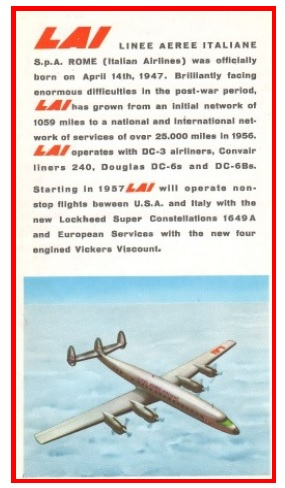 LAI LINEE AEREE ITALIANE
S.p.A. ROME (Italian Airlines) was officially
born on April 14th, 1947. Brilliantly facing
enormous difficulties in the post-war period,
LAI has grown from an initial network of
1059 miles to a national and international net-
work of services of over 25.000 miles in 1956.
LAI operates with DC-3 airliners, Convair
liners 240, Douglas DC-6s and DC-6Bs.
Starting in 1957 LAI will operate non-
stop flights beween U.S.A. and Italy with the
new Lockheed Super Constellations 1649A
and European Services with the new four
engined Vickers Viscount.